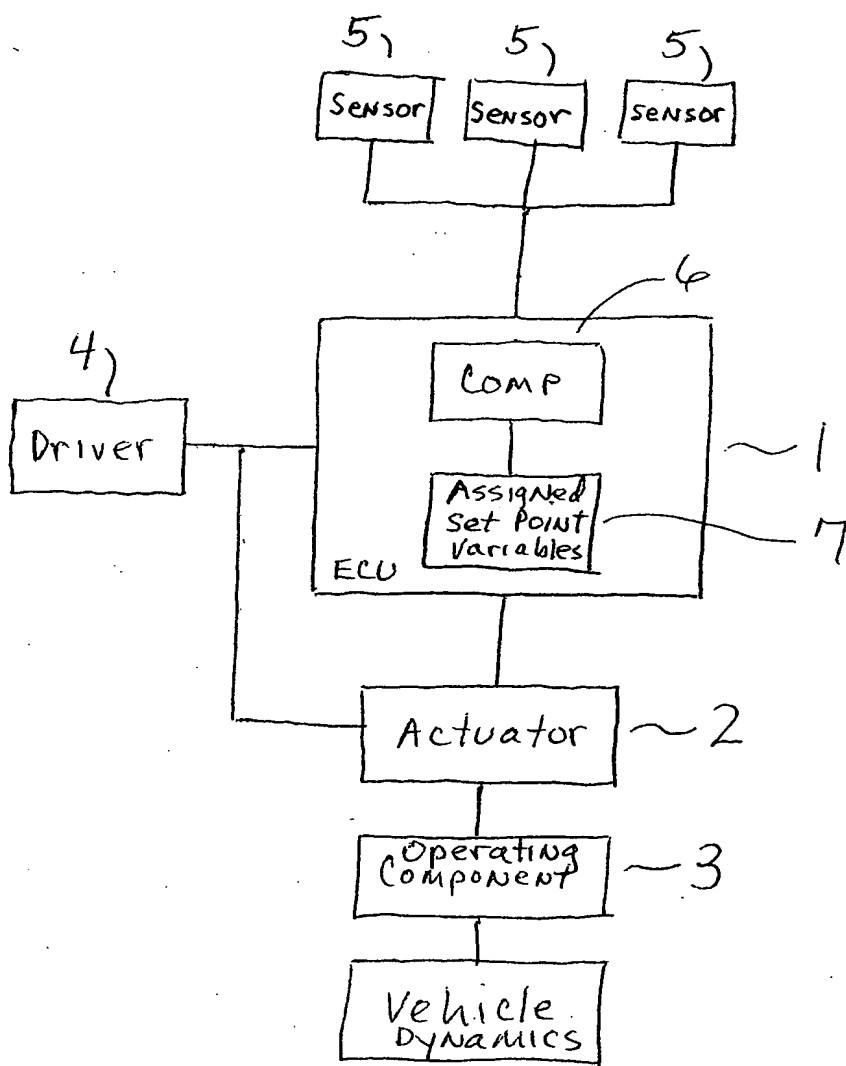 5 5 5
Sensor Sensor Sensor
6
Comp
1
4
Driver
Assigned
Set Point
Variables
7
ECU
Actuator
2
Operating
Component
3
Vehicle
Dynamics